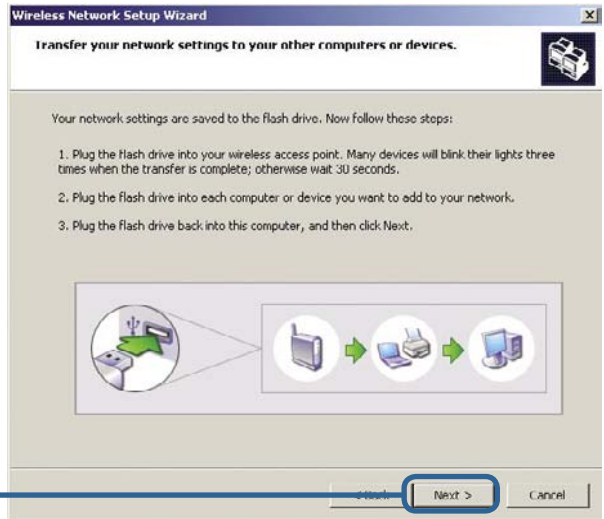 Wireless Network Setup Wizard
Transfer your network settings to your other computers or devices.
Your network settings are saved to the flash drive. Now follow these steps:
1. Plug the flash drive into your wireless access point. Many devices will blink their lights three
times when the transfer is complete; otherwise wait 30 seconds.
2. Plug the flash drive into each computer or device you want to add to your network.
3. Plug the flash drive back into this computer, and then click Next.
< Back Next > Cancel